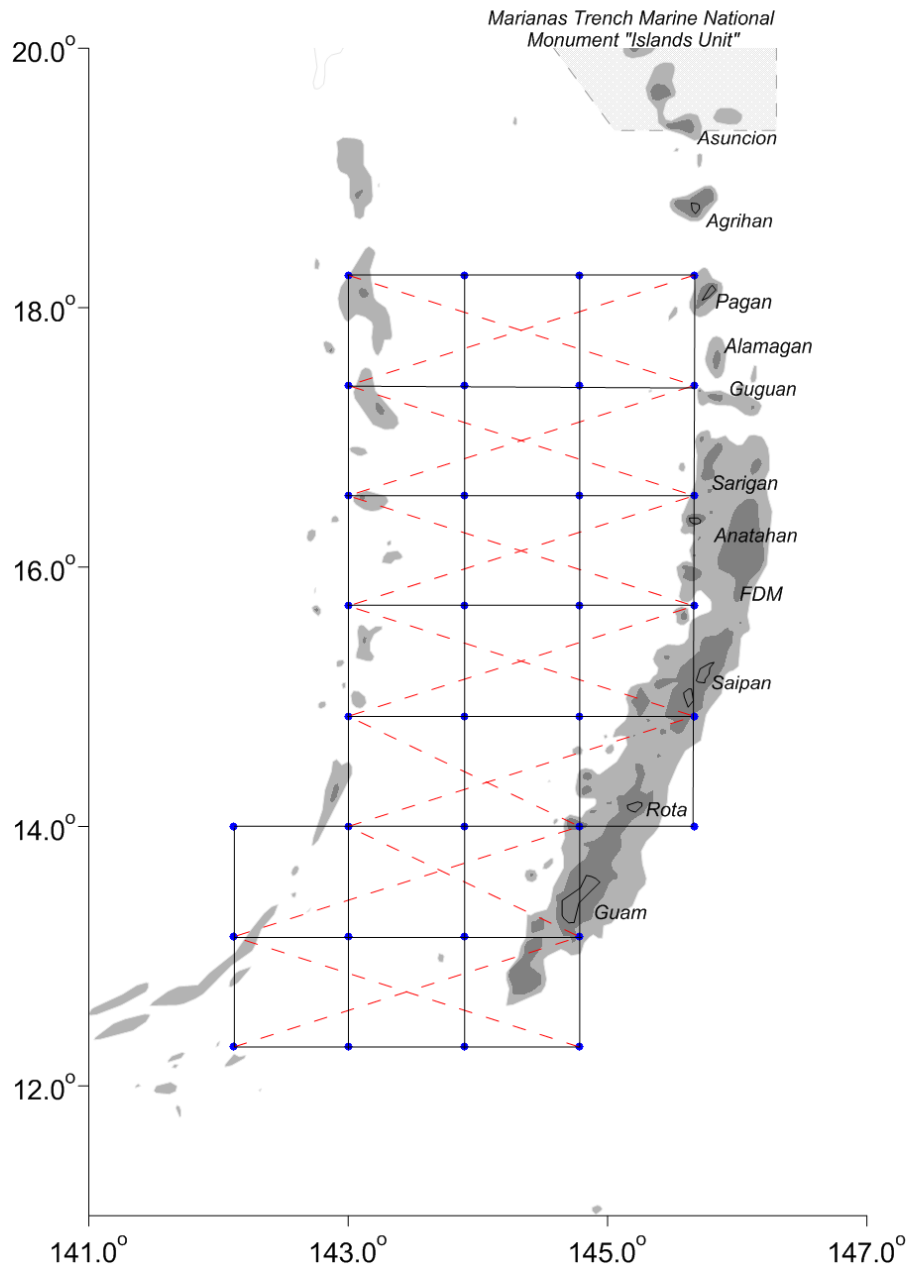 Marianas Trench Marine National
Monument "Islands Unit"
20.0°
Asuncion
Agrihan
18.0°
Pagan
Alamagan
Guguan
Sarigan
Anatahan
16.0°
FDM
Saipan
Rota
14.0°
Guam
12.0°
141.0° 143.0° 145.0° 147.0°